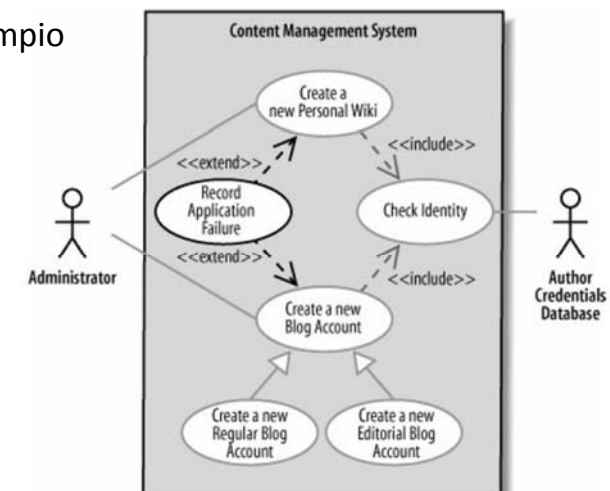 mpio
Content Management System
Create a
new Personal Wiki
<<extend>>
<<include>>
Record
Application
Failure
Check Identity
Administrator
<<extend>>
<<include>>
Author
Credentials
Database
Create a new
Blog Account
Create a new
Regular Blog
Account
Create a new
Editorial Blog
Account